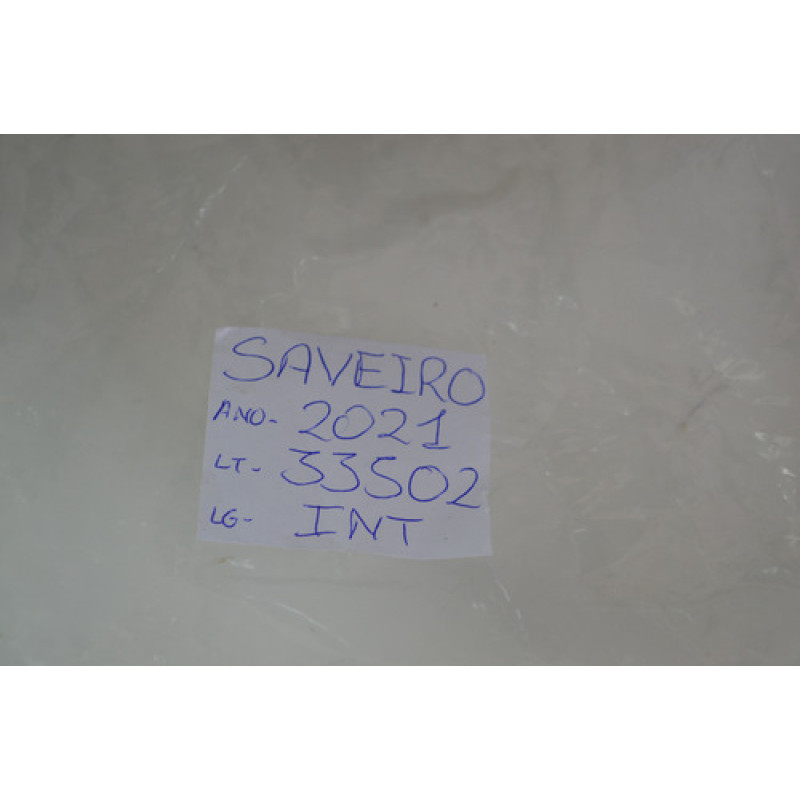 SAVEIRO
ANO- 2021
LT- 33502
LG- INT